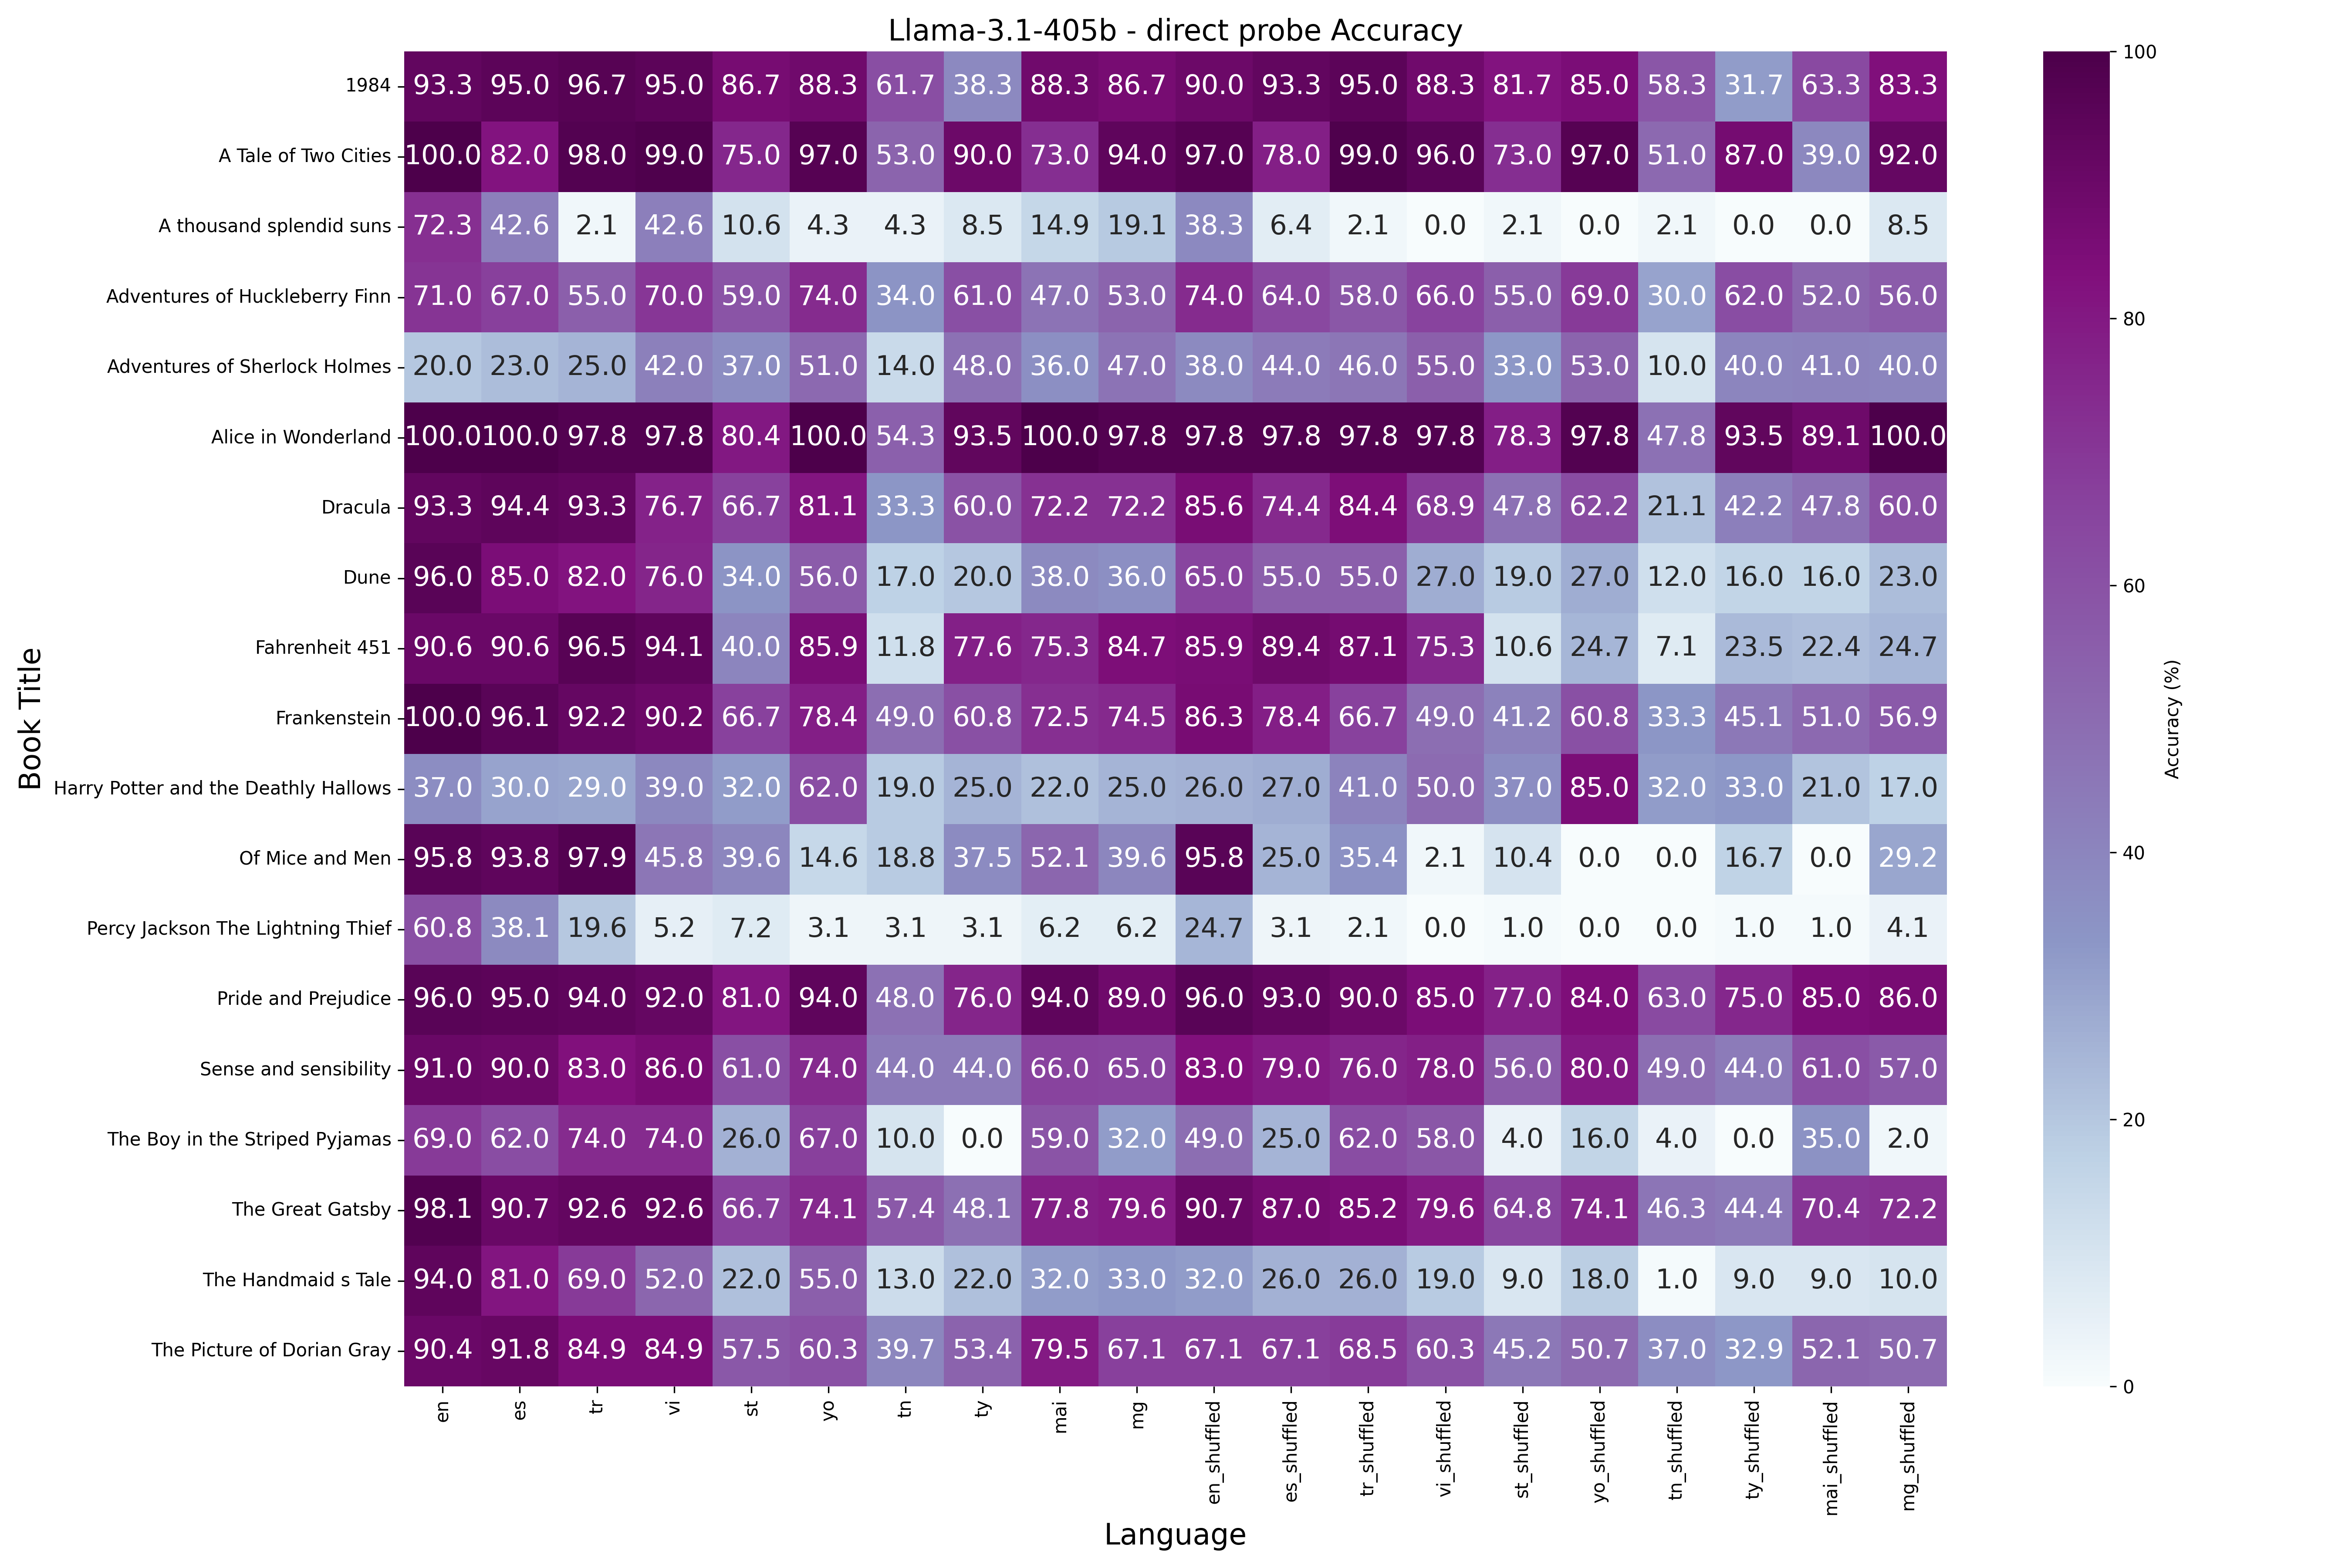 Llama-3.1-405b - direct probe Accuracy
1984 93.3 95.0 96.7 95.0 86.7 88.3 61.7 38.3 88.3 86.7 90.0 93.3 95.0 88.3 81.7 85.0 58.3 31.7 63.3 83.3
A Tale of Two Cities 100.0 82.0 98.0 99.0 75.0 97.0 53.0 90.0 73.0 94.0 97.0 78.0 99.0 96.0 73.0 97.0 51.0 87.0 39.0 92.0
A thousand splendid suns 72.3 42.6 2.1 42.6 10.6 4.3 4.3 8.5 14.9 19.1 38.3 6.4 2.1 0.0 2.1 0.0 2.1 0.0 0.0 8.5
Adventures of Huckleberry Finn 71.0 67.0 55.0 70.0 59.0 74.0 34.0 61.0 47.0 53.0 74.0 64.0 58.0 66.0 55.0 69.0 30.0 62.0 52.0 56.0
Adventures of Sherlock Holmes 20.0 23.0 25.0 42.0 37.0 51.0 14.0 48.0 36.0 47.0 38.0 44.0 46.0 55.0 33.0 53.0 10.0 40.0 41.0 40.0
Alice in Wonderland 100.0 100.0 97.8 97.8 80.4 100.0 54.3 93.5 100.0 97.8 97.8 97.8 97.8 97.8 78.3 97.8 47.8 93.5 89.1 100.0
Dracula 93.3 94.4 93.3 76.7 66.7 81.1 33.3 60.0 72.2 72.2 85.6 74.4 84.4 68.9 47.8 62.2 21.1 42.2 47.8 60.0
Dune 96.0 85.0 82.0 76.0 34.0 56.0 17.0 20.0 38.0 36.0 65.0 55.0 55.0 27.0 19.0 27.0 12.0 16.0 16.0 23.0
Fahrenheit 451 90.6 90.6 96.5 94.1 40.0 85.9 11.8 77.6 75.3 84.7 85.9 89.4 87.1 75.3 10.6 24.7 7.1 23.5 22.4 24.7
Frankenstein 100.0 96.1 92.2 90.2 66.7 78.4 49.0 60.8 72.5 74.5 86.3 78.4 66.7 49.0 41.2 60.8 33.3 45.1 51.0 56.9
Harry Potter and the Deathly Hallows 37.0 30.0 29.0 39.0 32.0 62.0 19.0 25.0 22.0 25.0 26.0 27.0 41.0 50.0 37.0 85.0 32.0 33.0 21.0 17.0
Of Mice and Men 95.8 93.8 97.9 45.8 39.6 14.6 18.8 37.5 52.1 39.6 95.8 25.0 35.4 2.1 10.4 0.0 0.0 16.7 0.0 29.2
Percy Jackson The Lightning Thief 60.8 38.1 19.6 5.2 7.2 3.1 3.1 3.1 6.2 6.2 24.7 3.1 2.1 0.0 1.0 0.0 0.0 1.0 1.0 4.1
Pride and Prejudice 96.0 95.0 94.0 92.0 81.0 94.0 48.0 76.0 94.0 89.0 96.0 93.0 90.0 85.0 77.0 84.0 63.0 75.0 85.0 86.0
Sense and sensibility 91.0 90.0 83.0 86.0 61.0 74.0 44.0 44.0 66.0 65.0 83.0 79.0 76.0 78.0 56.0 80.0 49.0 44.0 61.0 57.0
The Boy in the Striped Pyjamas 69.0 62.0 74.0 74.0 26.0 67.0 10.0 0.0 59.0 32.0 49.0 25.0 62.0 58.0 4.0 16.0 4.0 0.0 35.0 2.0
The Great Gatsby 98.1 90.7 92.6 92.6 66.7 74.1 57.4 48.1 77.8 79.6 90.7 87.0 85.2 79.6 64.8 74.1 46.3 44.4 70.4 72.2
The Handmaid s Tale 94.0 81.0 69.0 52.0 22.0 55.0 13.0 22.0 32.0 33.0 32.0 26.0 26.0 19.0 9.0 18.0 1.0 9.0 9.0 10.0
The Picture of Dorian Gray 90.4 91.8 84.9 84.9 57.5 60.3 39.7 53.4 79.5 67.1 67.1 67.1 68.5 60.3 45.2 50.7 37.0 32.9 52.1 50.7
en es tr vi st yo tn ty mai mg en_shuffled es_shuffled tr_shuffled vi_shuffled st_shuffled yo_shuffled tn_shuffled ty_shuffled mai_shuffled mg_shuffled
Language
Book Title
100
80
60
40
20
0
Accuracy (%)